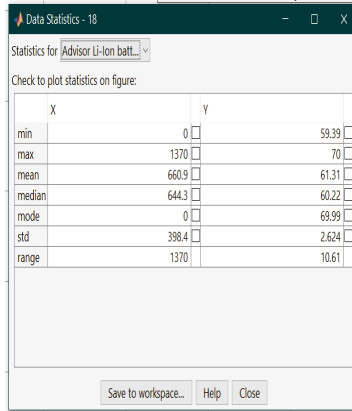 Data Statistics - 18
Statistics for Advisor Li-Ion batt...
Check to plot statistics on figure:
X Y
min 0 59.39
max 1370 70
mean 660.9 61.31
median 644.3 60.22
mode 0 69.99
std 398.4 2.624
range 1370 10.61
Save to workspace... Help Close